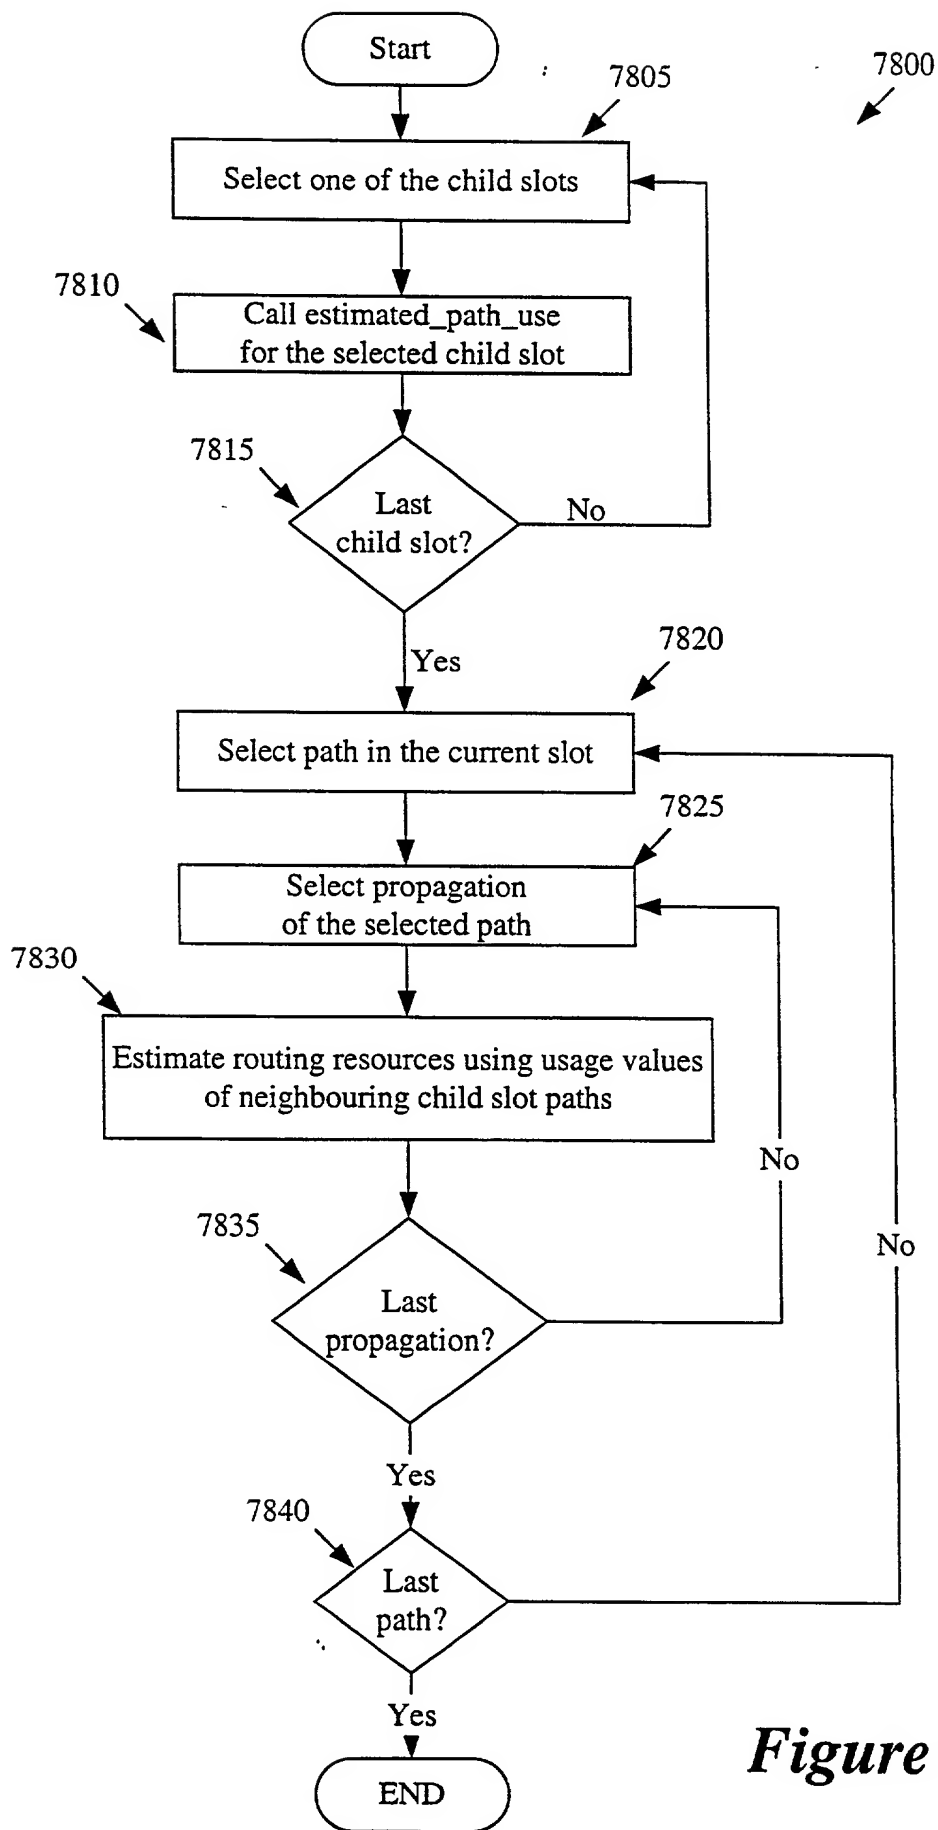 Start
7805
7800
Select one of the child slots
7810
Call estimated_path_use
for the selected child slot
7815
Last
child slot?
No
Yes
7820
Select path in the current slot
7825
Select propagation
of the selected path
7830
Estimate routing resources using usage values
of neighbouring child slot paths
No
7835
No
Last
propagation?
Yes
7840
Last
path?
Yes
Figure
END